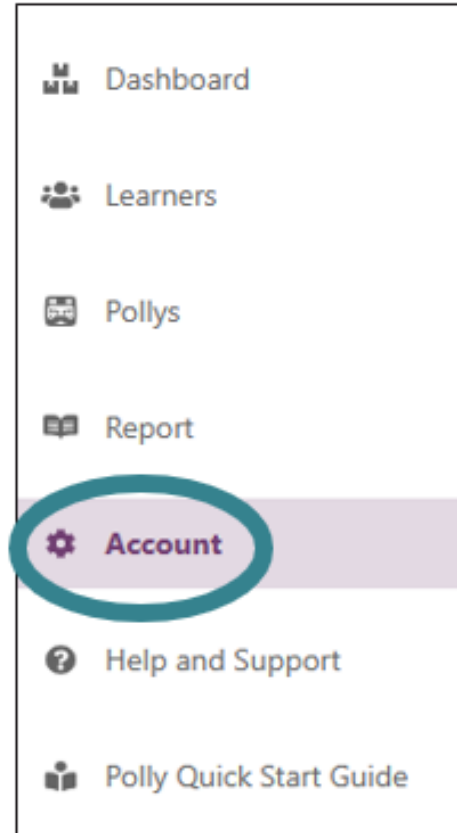 Dashboard
Learners
Pollys
Report
Account
Help and Support
Polly Quick Start Guide